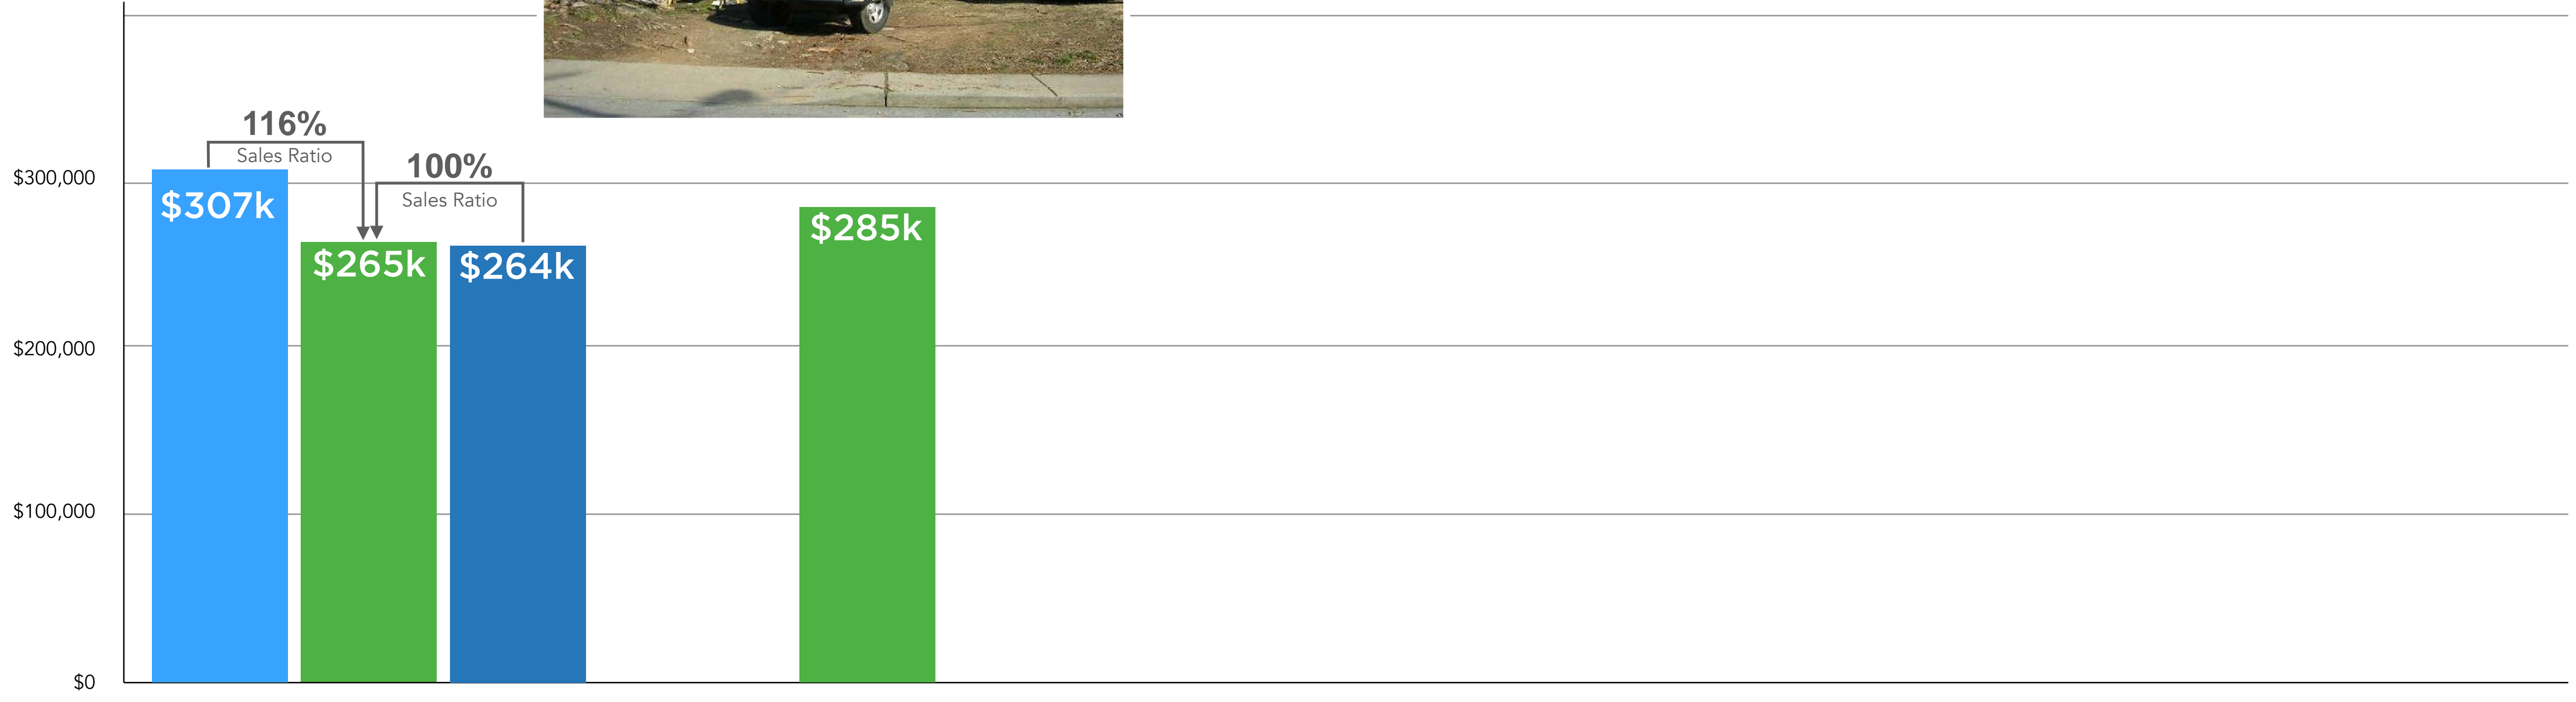 116%
Sales Ratio
100%
Sales Ratio
$300,000
$307k
$285k
$265k
$264k
$200,000
$100,000
$0